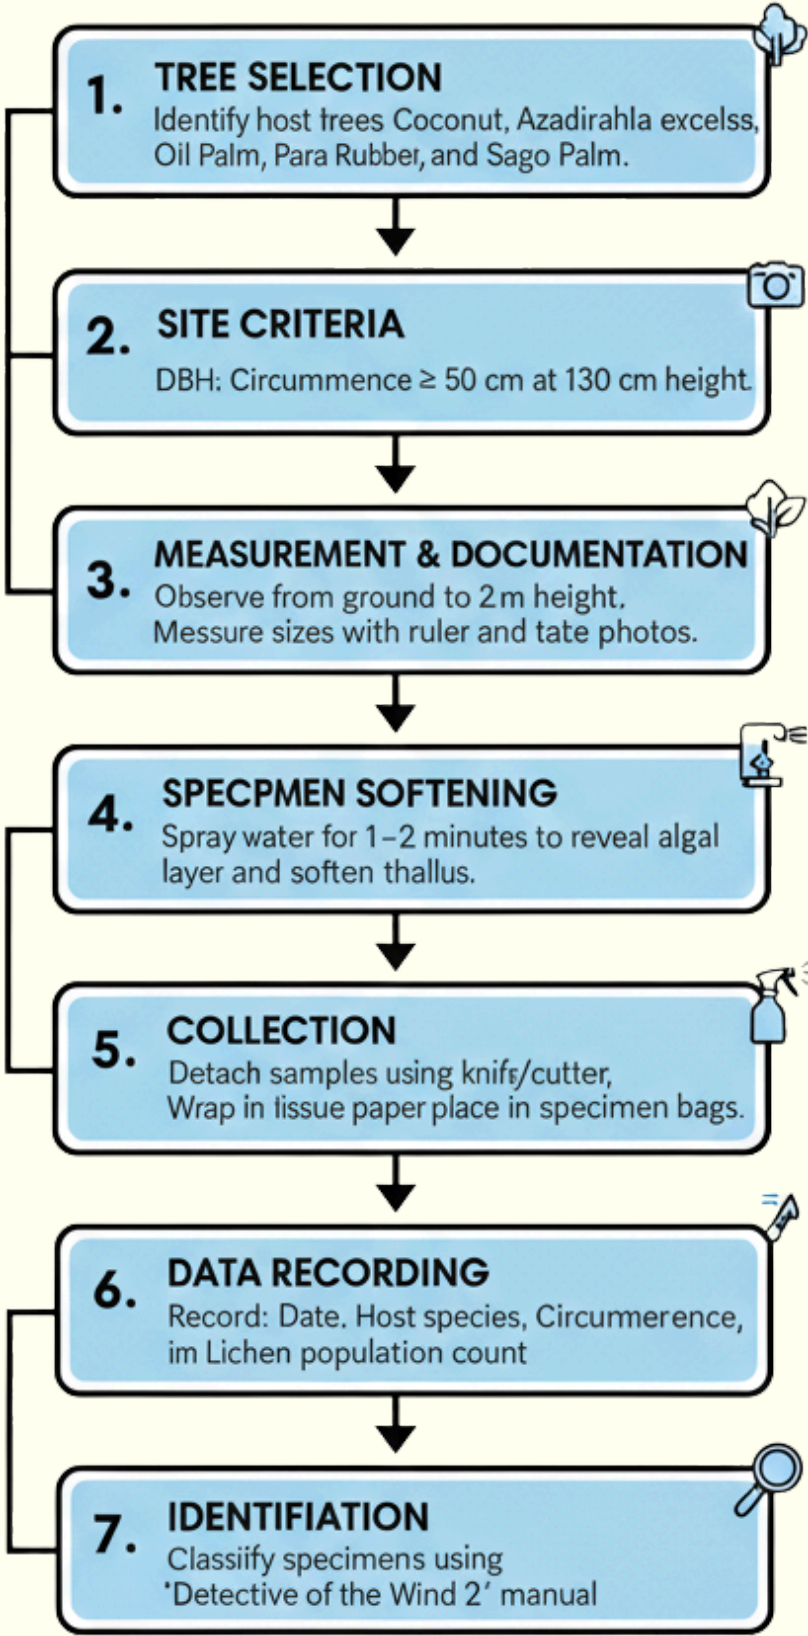 1. TREE SELECTION
Identify host trees Coconut, Azadirahla excelss,
Oil Palm, Para Rubber, and Sago Palm.
2. SITE CRITERIA
DBH: Circummence ≥ 50 cm at 130 cm height.
3. MEASUREMENT & DOCUMENTATION
Observe from ground to 2 m height.
Messure sizes with ruler and tate photos.
4. SPECPMEN SOFTENING
Spray water for 1–2 minutes to reveal algal
layer and soften thallus.
5. COLLECTION
Detach samples using knifs/cutter,
Wrap in tissue paper place in specimen bags.
6. DATA RECORDING
Record: Date. Host species, Circurmerence,
im Lichen population count
7. IDENTIFIATION
Classiify specimens using
'Detective of the Wind 2' manual